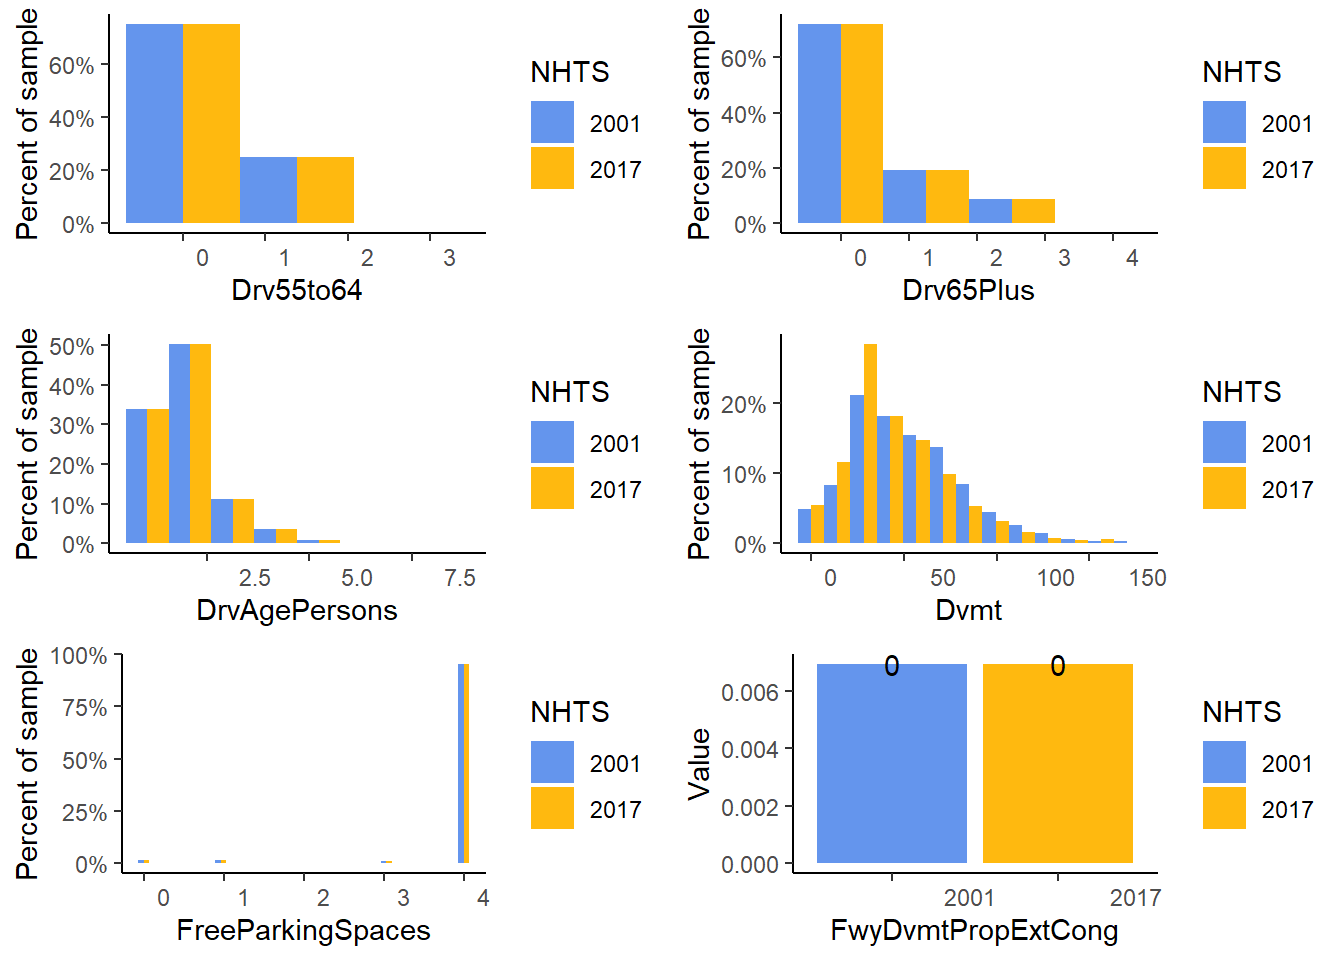 Percent of sample
60%
40%
20%
0%
0 1 2 3
Drv55to64
NHTS
2001
2017
Percent of sample
60%
40%
20%
0%
0 1 2 3 4
Drv65Plus
NHTS
2001
2017
Percent of sample
50%
40%
30%
20%
10%
0%
2.5 5.0 7.5
DrvAgePersons
NHTS
2001
2017
Percent of sample
20%
10%
0%
0 50 100 150
Dvmt
NHTS
2001
2017
Percent of sample
100%
75%
50%
25%
0%
0 1 2 3 4
FreeParkingSpaces
NHTS
2001
2017
Value
0.006
0.004
0.002
0.000
0 0
2001 2017
FwyDvmtPropExtCong
NHTS
2001
2017